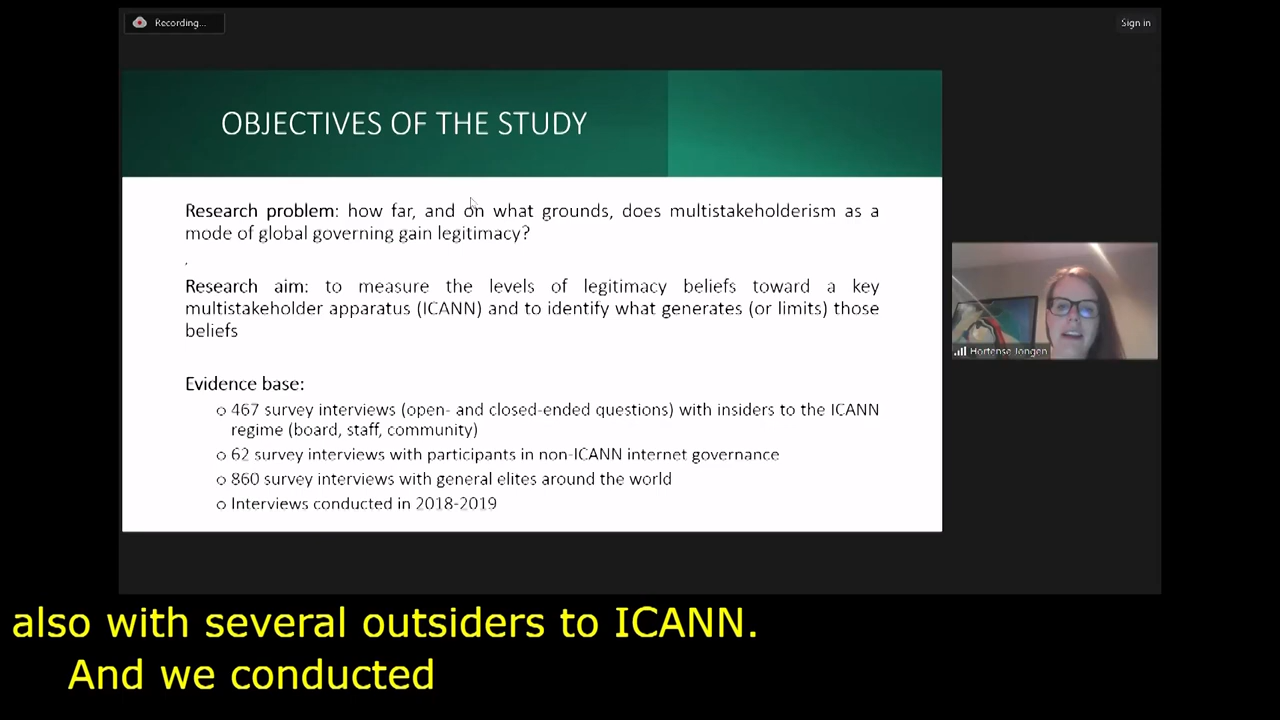 Recording...
Sign in
OBJECTIVES OF THE STUDY
Research problem: how far, and on what grounds, does multistakeholderism as a
mode of global governing gain legitimacy?
,
Research aim: to measure the levels of legitimacy beliefs toward a key
multistakeholder apparatus (ICANN) and to identify what generates (or limits) those
beliefs
Evidence base:
o 467 survey interviews (open- and closed-ended questions) with insiders to the ICANN
regime (board, staff, community)
o 62 survey interviews with participants in non-ICANN internet governance
o 860 survey interviews with general elites around the world
o Interviews conducted in 2018-2019
Hortense Jongen
also with several outsiders to ICANN.
And we conducted